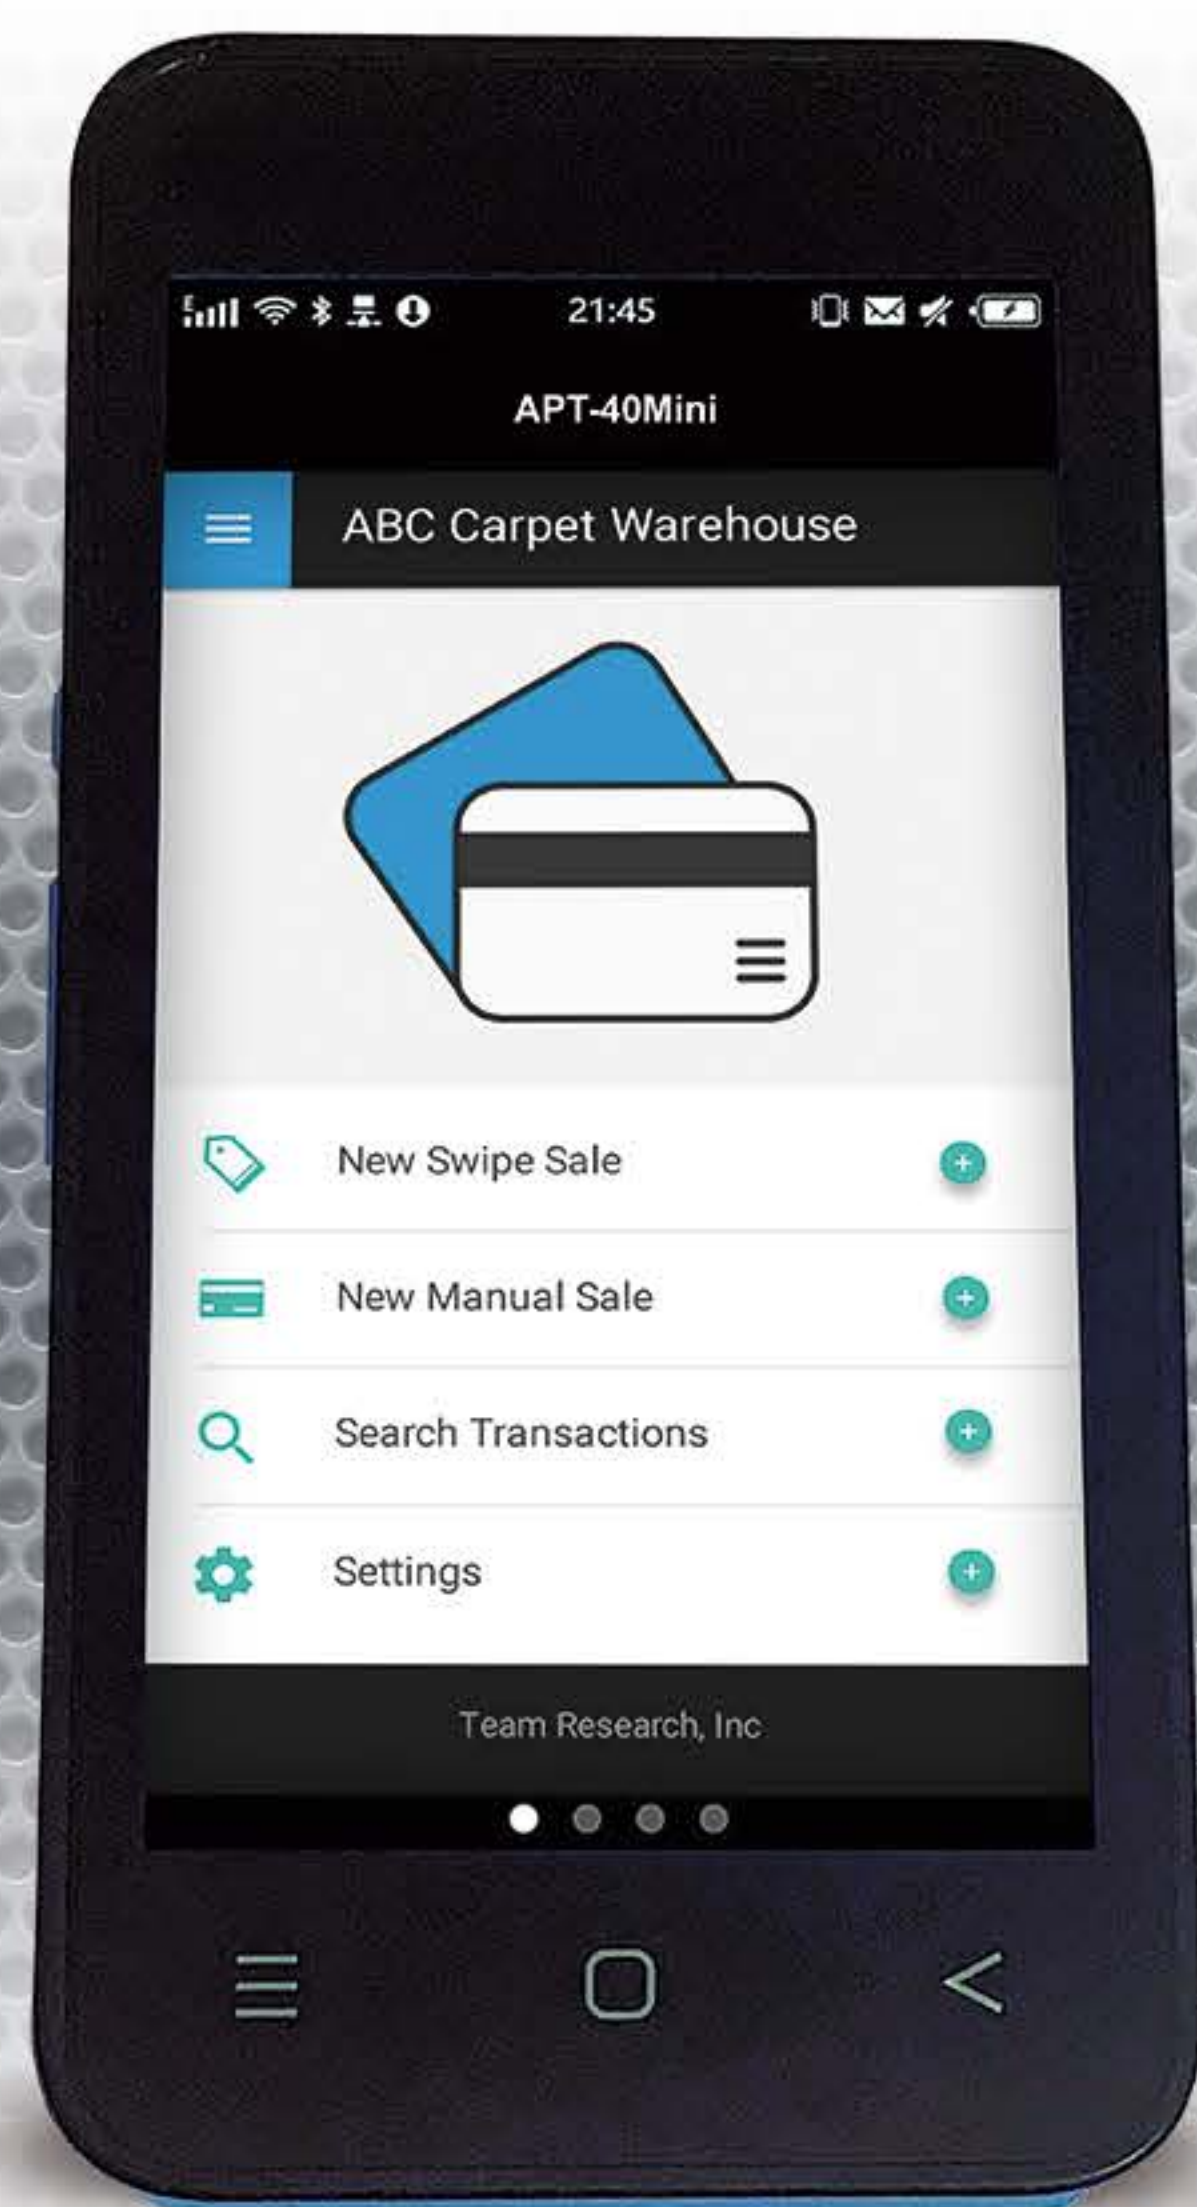 21:45
APT-40Mini
ABC Carpet Warehouse
New Swipe Sale
New Manual Sale
Search Transactions
Settings
Team Research, Inc